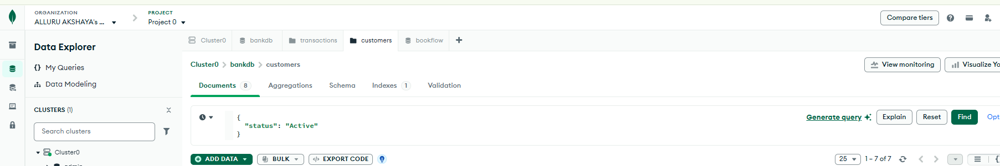 ORGANIZATION
ALLURU AKSHAYA's ...
PROJECT
Project 0
Compare tiers
Data Explorer
My Queries
Data Modeling
CLUSTERS (1)
Search clusters
Cluster0
Cluster0
bankdb
transactions
customers
bookflow
Cluster0 > bankdb > customers
View monitoring
Visualize Yo
Documents 8
Aggregations
Schema
Indexes 1
Validation
{
"status": "Active"
}
Generate query
Explain
Reset
Find
Opt
ADD DATA
BULK
</> EXPORT CODE
25
1 – 7 of 7